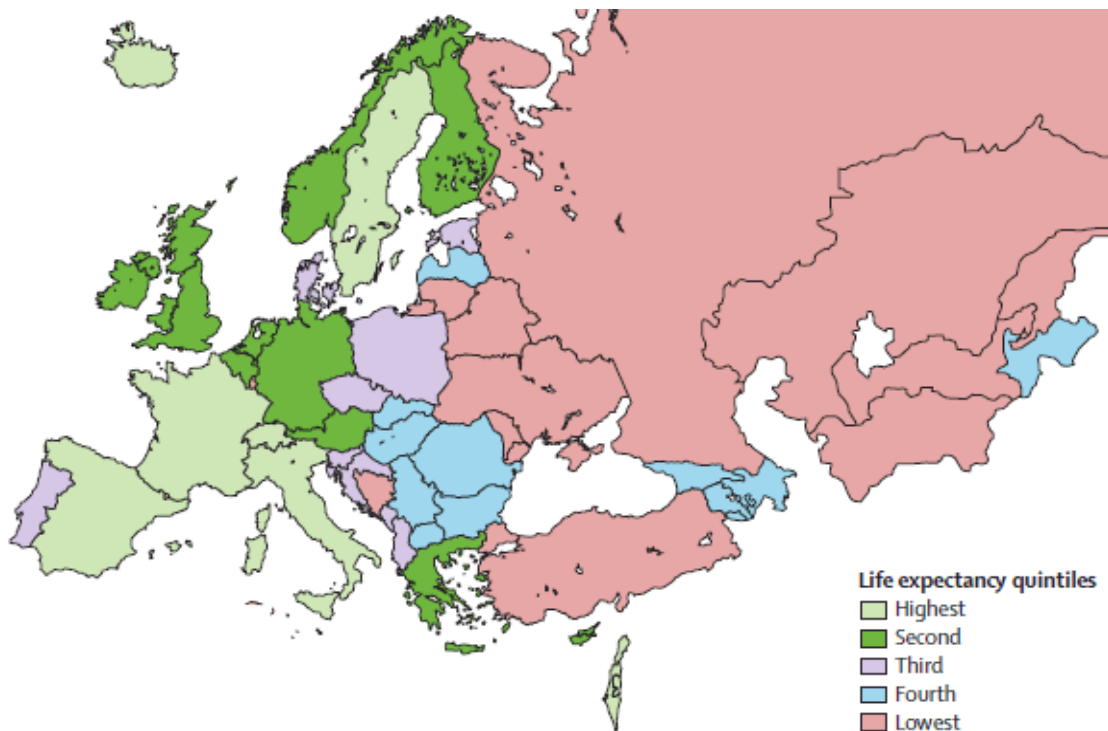 Life expectancy quintiles
Highest
Second
Third
Fourth
Lowest